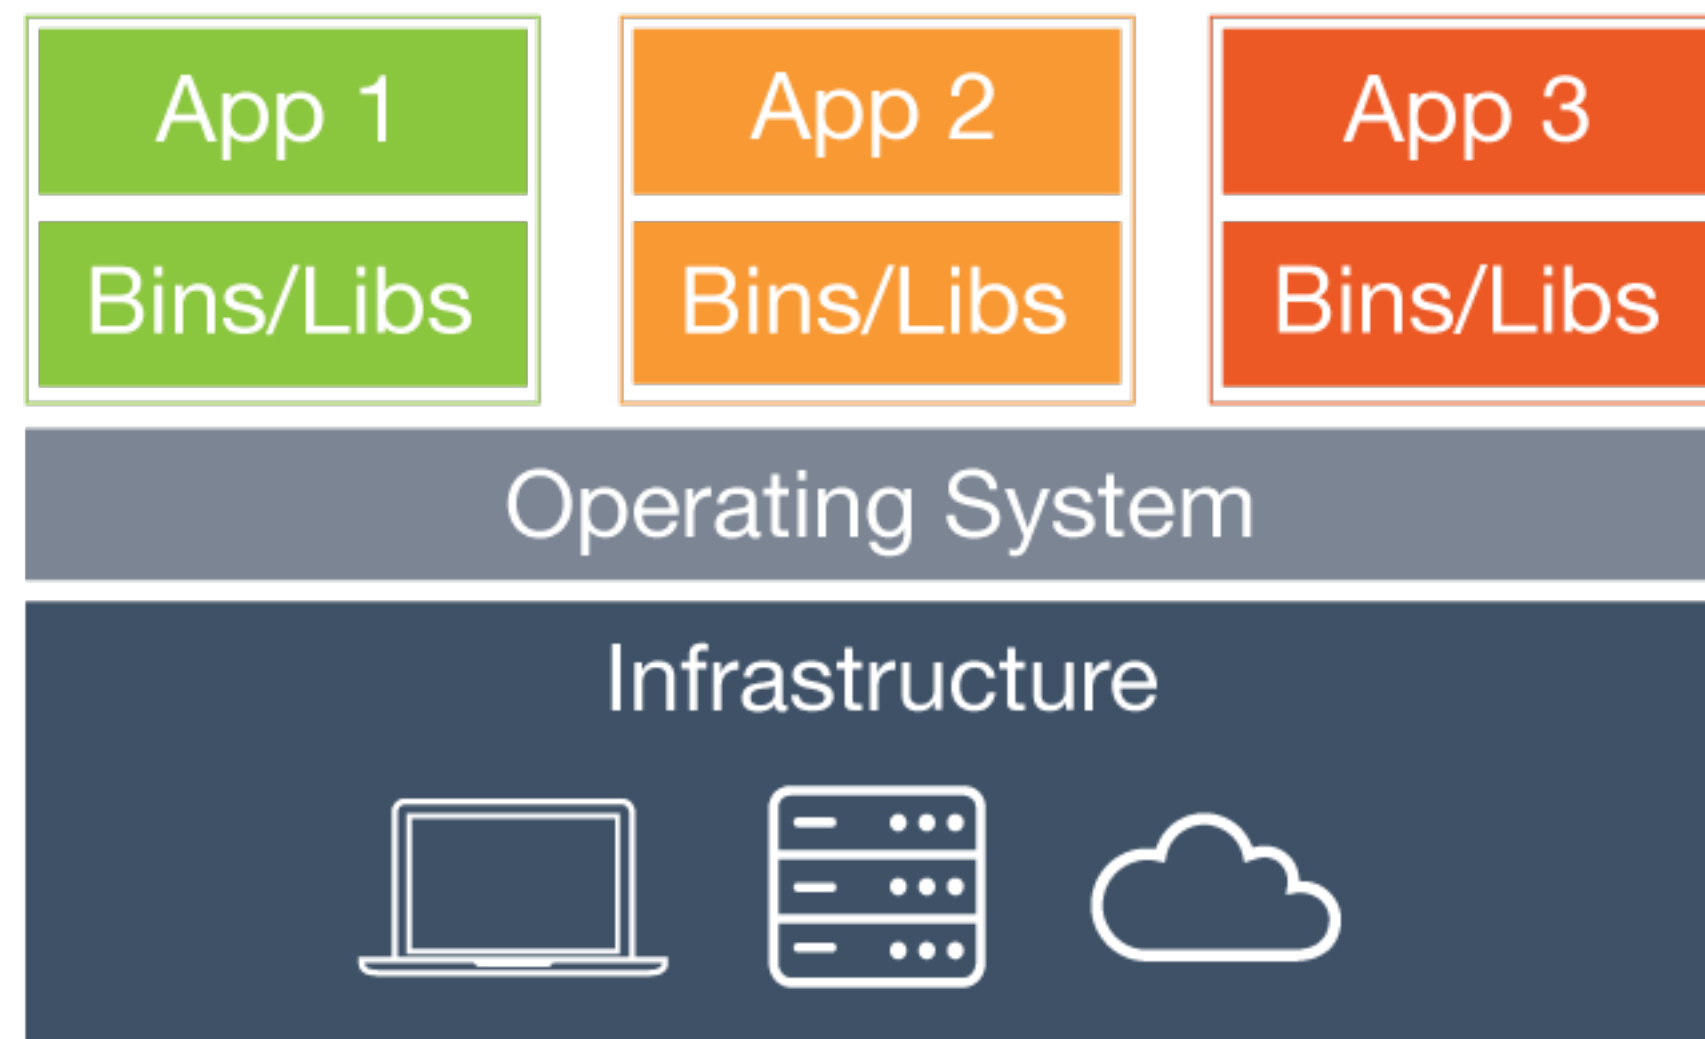 App 1
App 2
App 3
Bins/Libs
Bins/Libs
Bins/Libs
Operating System
Infrastructure